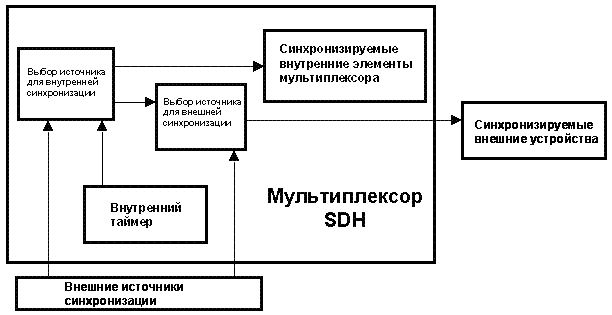 Синхронизируемые
внутренние элементы
мультиплексора
Выбор источника
для внутренней
синхронизации
Выбор источника
для внешней
синхронизации
Синхронизируемые
внешние устройства
Внутренний
таймер
Мультиплексор
SDH
Внешние источники
синхронизации